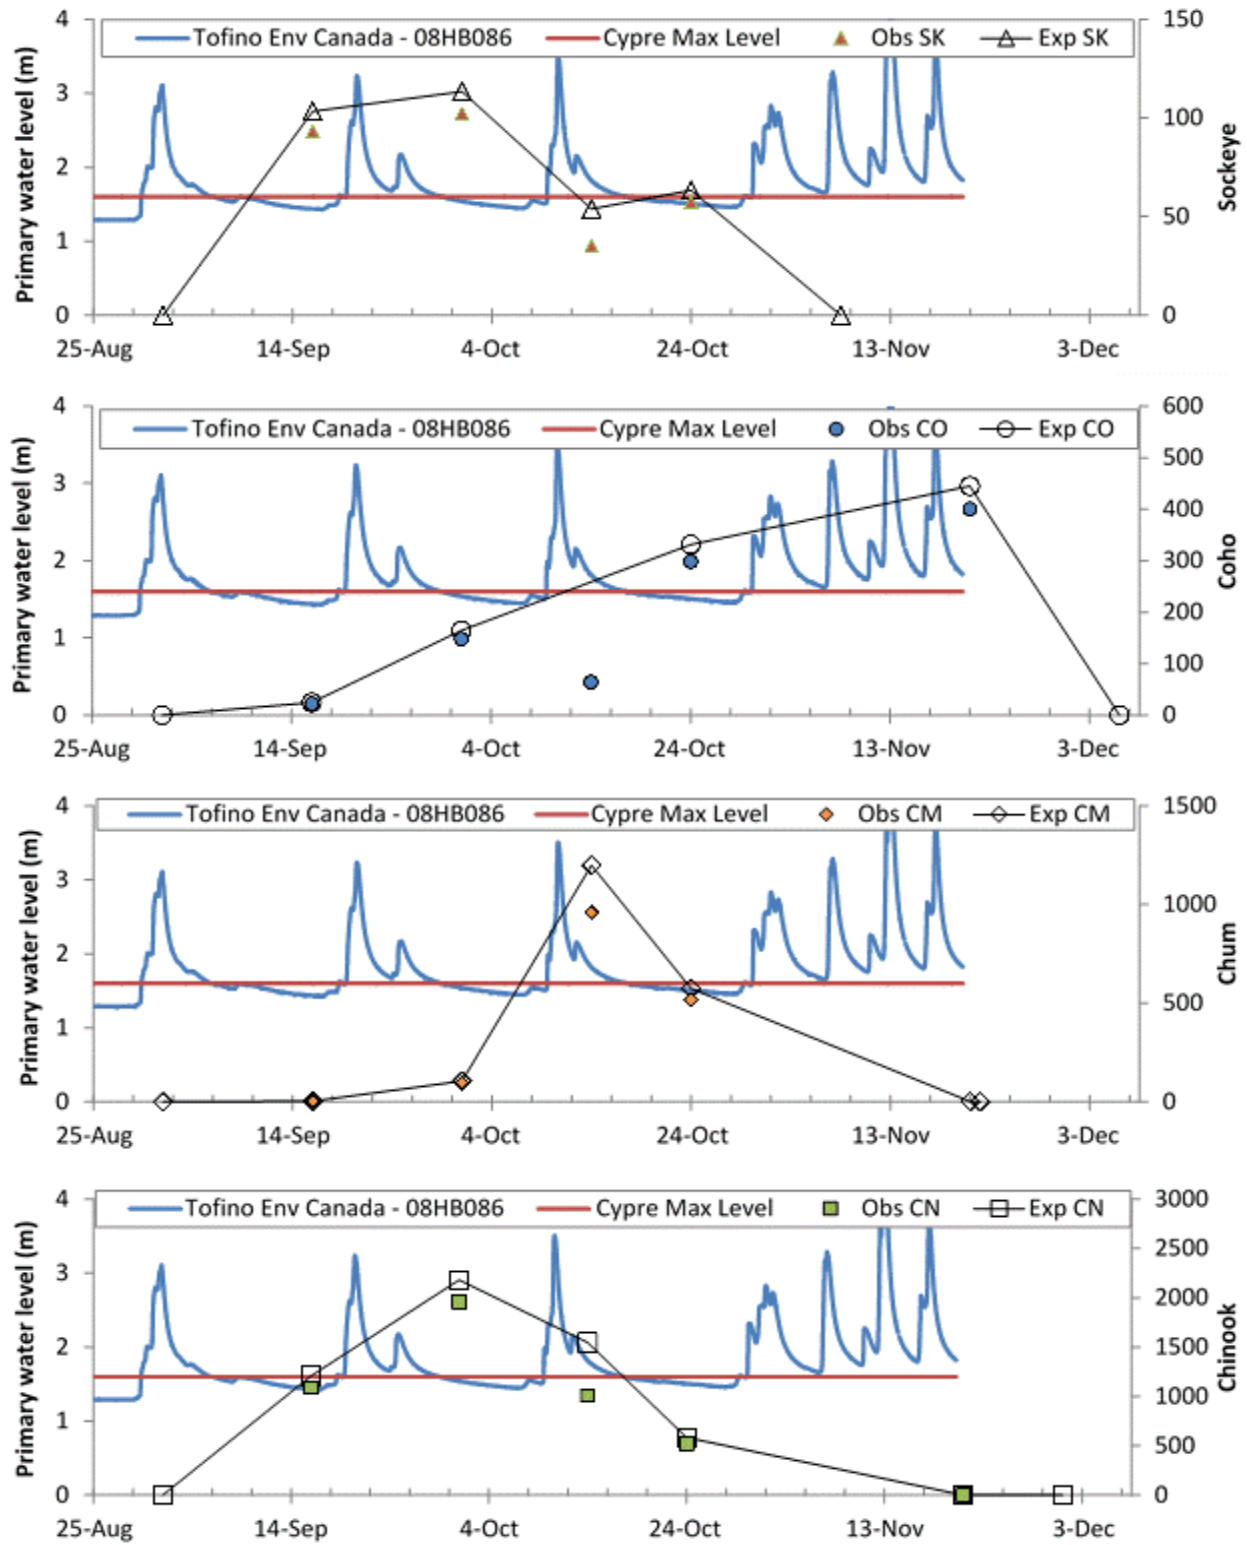 Tofino Env Canada - 08HB086 Cypre Max Level Obs SK Exp SK
Primary water level (m)
4
3
2
1
0
150
100
50
0
Sockeye
25-Aug 14-Sep 4-Oct 24-Oct 13-Nov 3-Dec
Tofino Env Canada - 08HB086 Cypre Max Level Obs CO Exp CO
Primary water level (m)
4
3
2
1
0
600
500
400
300
200
100
0
Coho
25-Aug 14-Sep 4-Oct 24-Oct 13-Nov 3-Dec
Tofino Env Canada - 08HB086 Cypre Max Level Obs CM Exp CM
Primary water level (m)
4
3
2
1
0
1500
1000
500
0
Chum
25-Aug 14-Sep 4-Oct 24-Oct 13-Nov 3-Dec
Tofino Env Canada - 08HB086 Cypre Max Level Obs CN Exp CN
Primary water level (m)
4
3
2
1
0
3000
2500
2000
1500
1000
500
0
Chinook
25-Aug 14-Sep 4-Oct 24-Oct 13-Nov 3-Dec